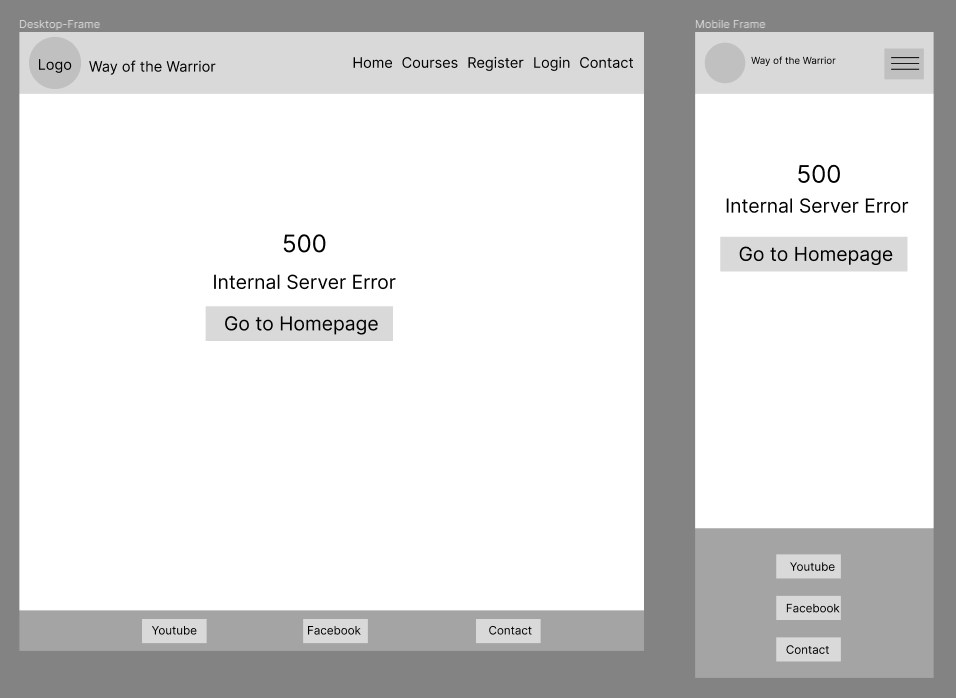 Desktop-Frame
Logo
Way of the Warrior
Home Courses Register Login Contact
500
Internal Server Error
Go to Homepage
Youtube
Facebook
Contact
Mobile Frame
Way of the Warrior
500
Internal Server Error
Go to Homepage
Youtube
Facebook
Contact